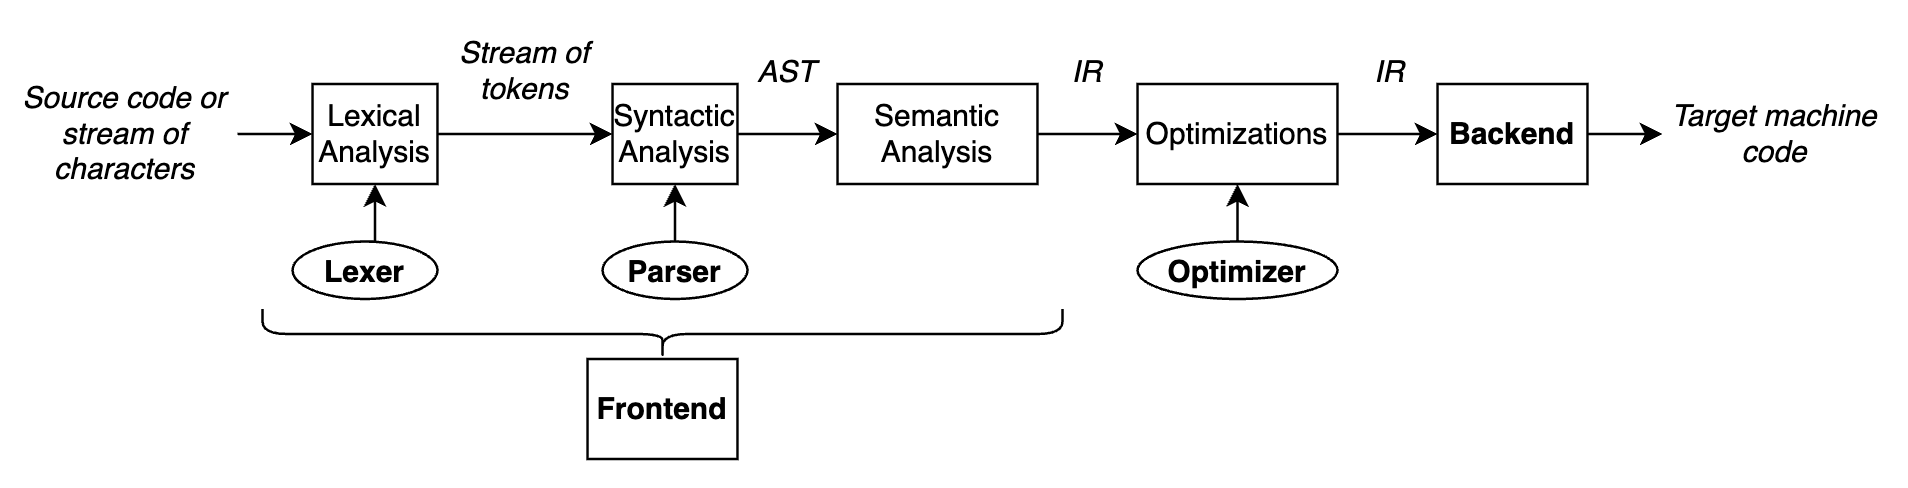 Source code or
stream of
characters
Lexical
Analysis
Stream of
tokens
Syntactic
Analysis
AST
Semantic
Analysis
IR
Optimizations
IR
Backend
Target machine
code
Lexer
Parser
Optimizer
Frontend